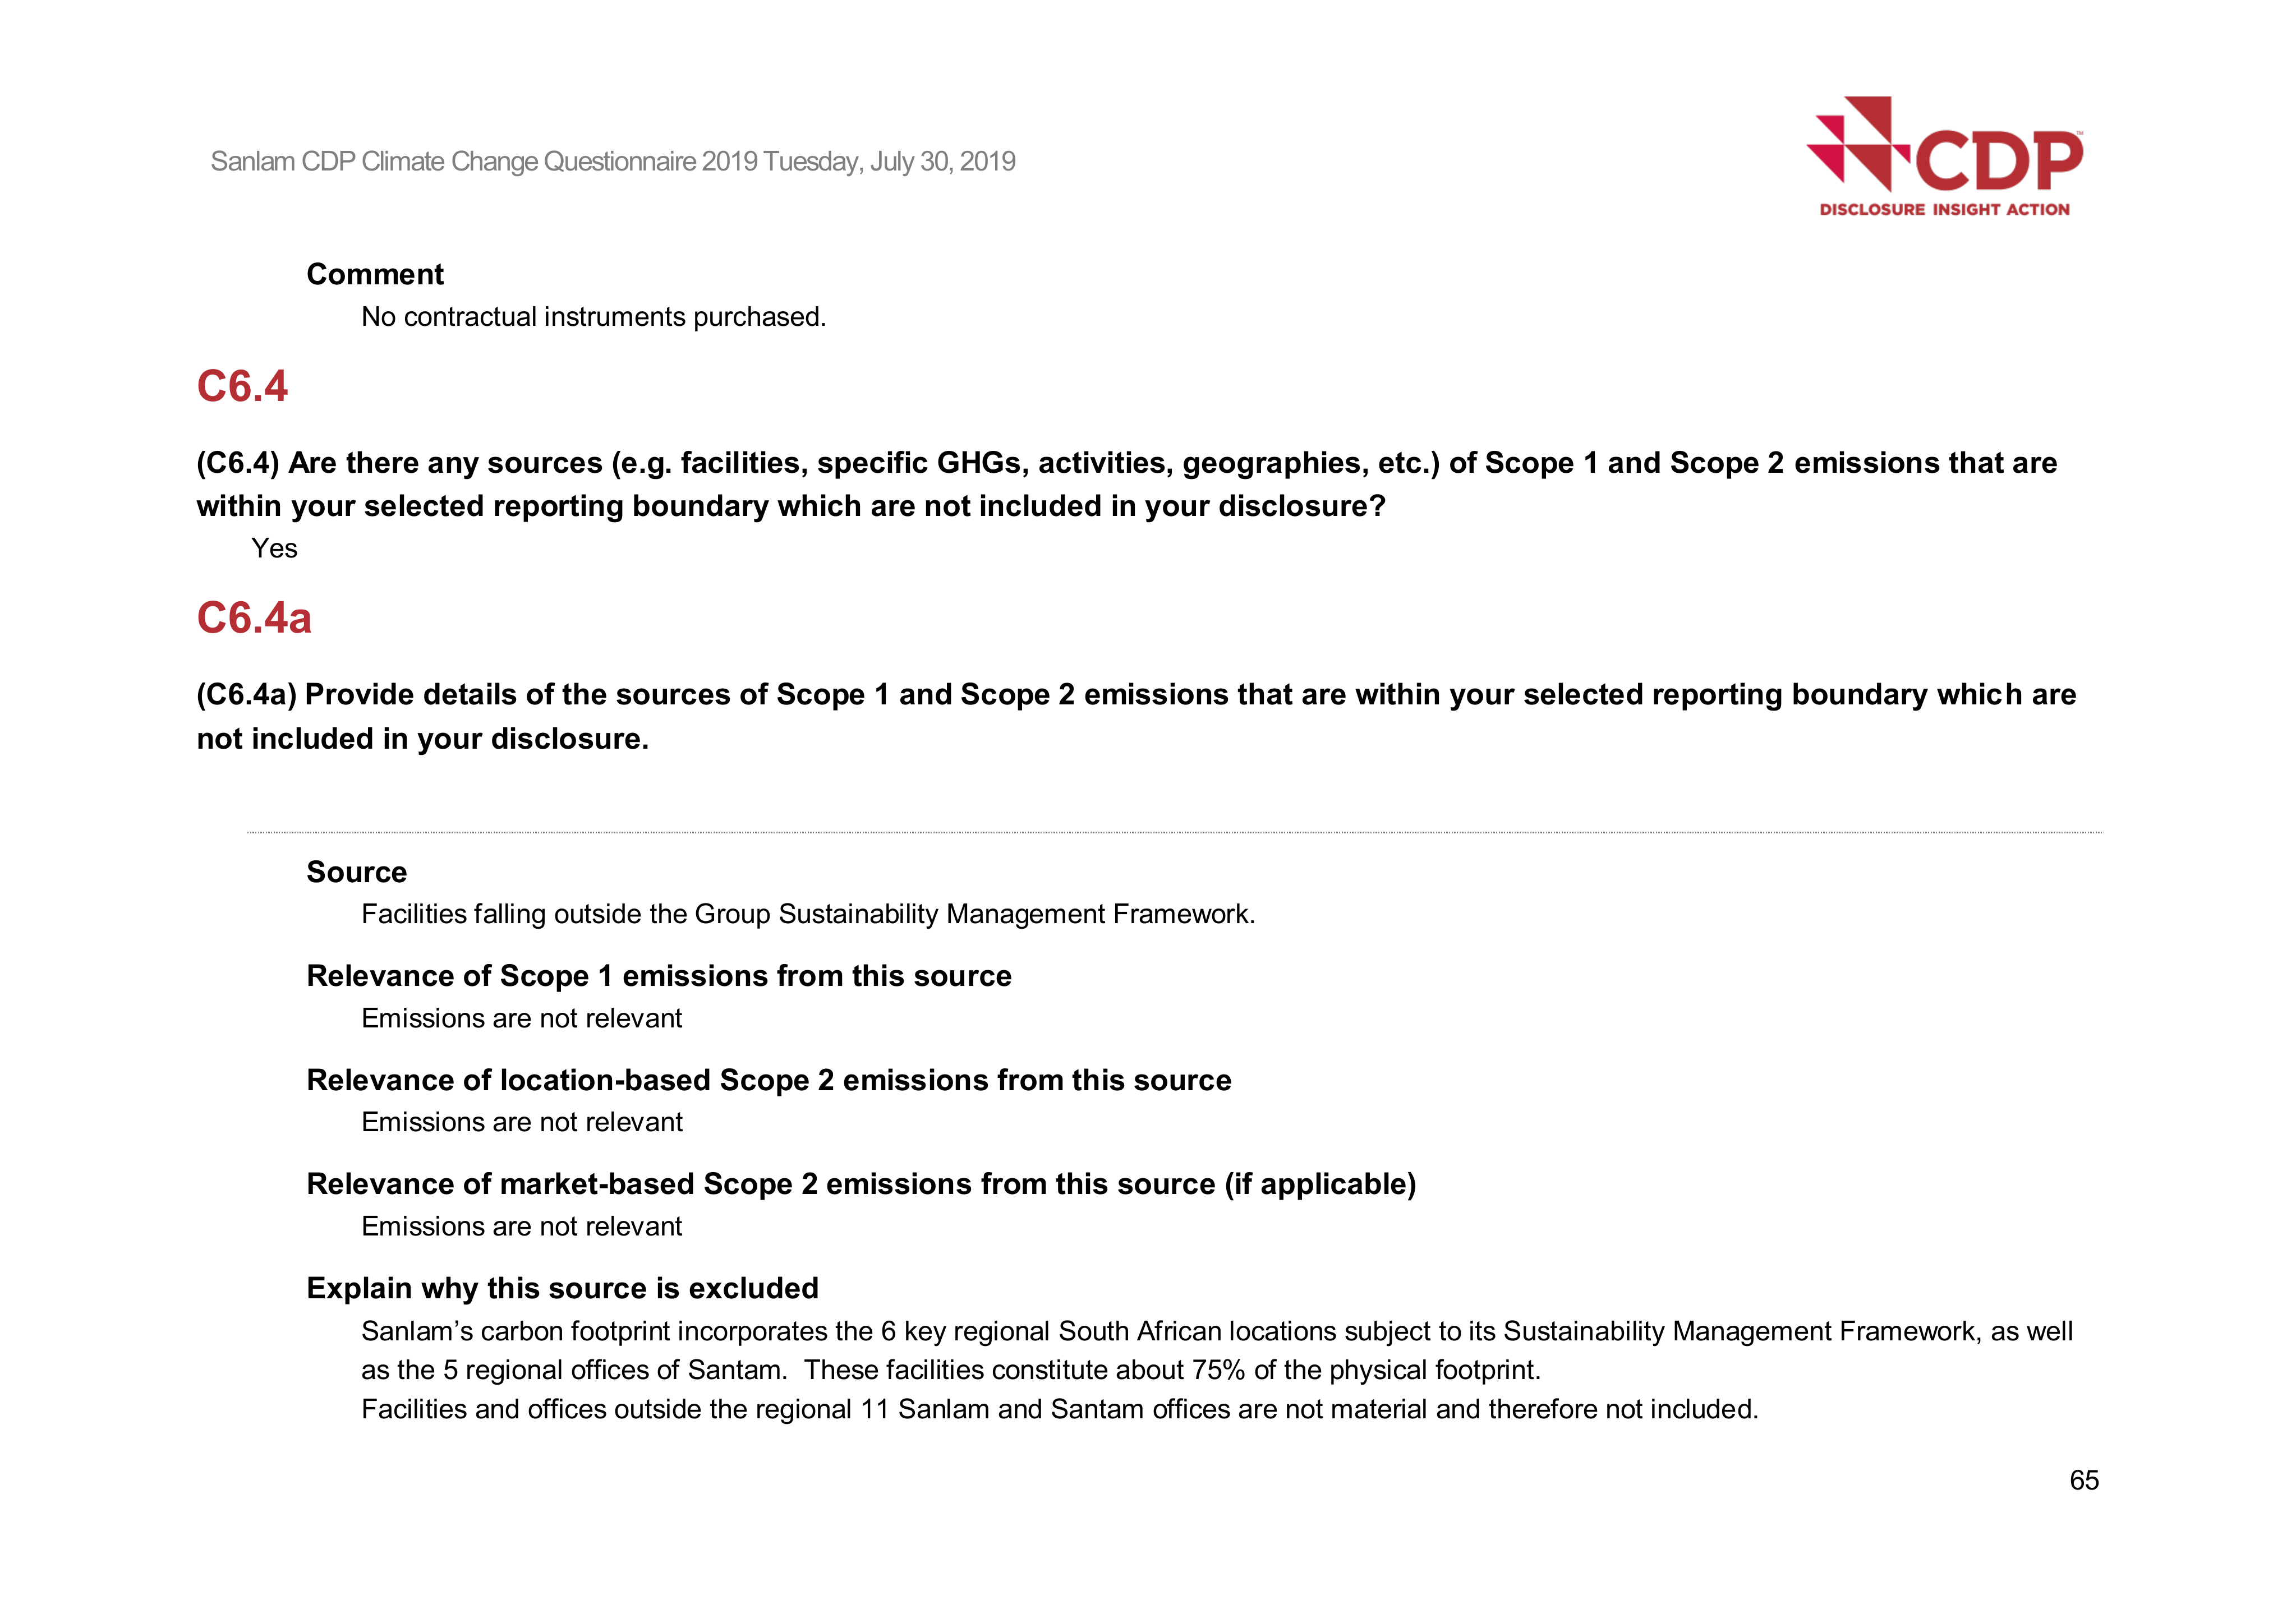 Sanlam CDP Climate Change Questionnaire 2019 Tuesday, July 30, 2019
CDP™
DISCLOSURE INSIGHT ACTION
Comment
No contractual instruments purchased.
C6.4
(C6.4) Are there any sources (e.g. facilities, specific GHGs, activities, geographies, etc.) of Scope 1 and Scope 2 emissions that are
within your selected reporting boundary which are not included in your disclosure?
Yes
C6.4a
(C6.4a) Provide details of the sources of Scope 1 and Scope 2 emissions that are within your selected reporting boundary which are
not included in your disclosure.
Source
Facilities falling outside the Group Sustainability Management Framework.
Relevance of Scope 1 emissions from this source
Emissions are not relevant
Relevance of location-based Scope 2 emissions from this source
Emissions are not relevant
Relevance of market-based Scope 2 emissions from this source (if applicable)
Emissions are not relevant
Explain why this source is excluded
Sanlam’s carbon footprint incorporates the 6 key regional South African locations subject to its Sustainability Management Framework, as well
as the 5 regional offices of Santam.  These facilities constitute about 75% of the physical footprint.
Facilities and offices outside the regional 11 Sanlam and Santam offices are not material and therefore not included.
65